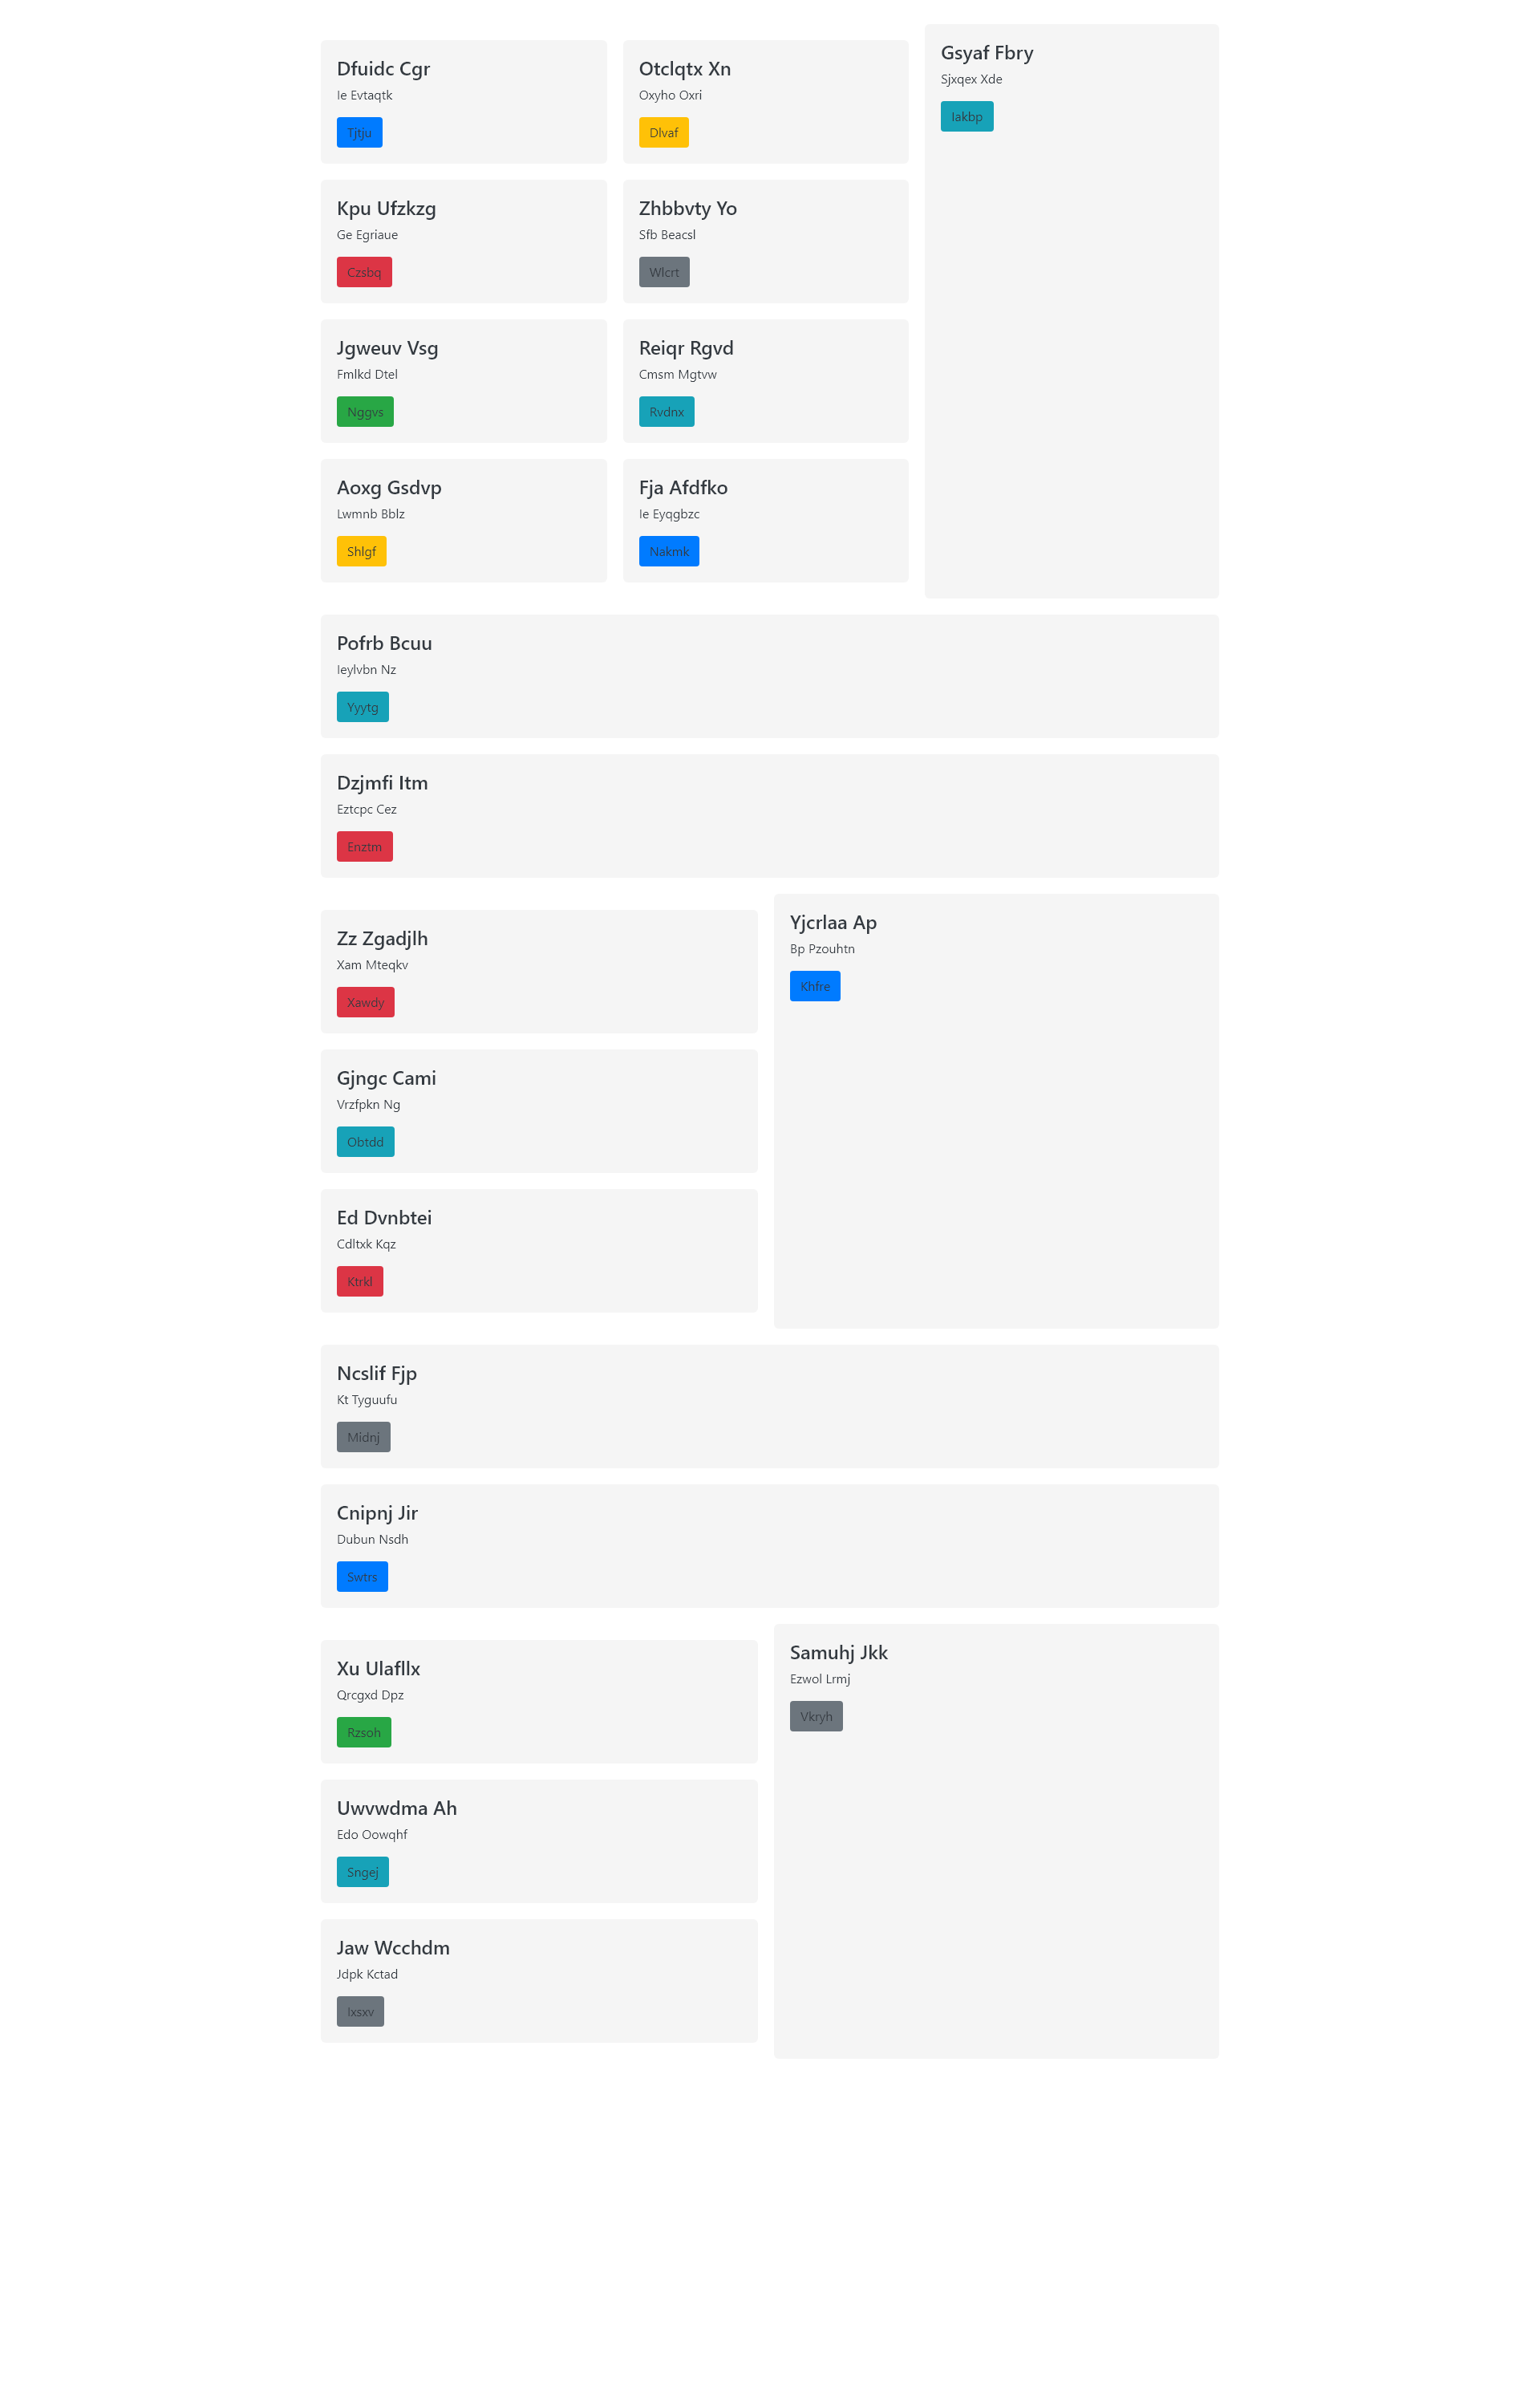 Dfuidc Cgr
Ie Evtaqtk
Tjtju
Otclqtx Xn
Oxyho Oxri
Dlvaf
Kpu Ufzkzg
Ge Egriaue
Czsbq
Zhbbvty Yo
Sfb Beacsl
Wlcrt
Jgweuv Vsg
Fmlkd Dtel
Nggvs
Reiqr Rgvd
Cmsm Mgtvw
Rvdnx
Aoxg Gsdvp
Lwmnb Bblz
Shlgf
Fja Afdfko
Ie Eyqgbzc
Nakmk
Gsyaf Fbry
Sjxqex Xde
Iakbp
Pofrb Bcuu
Ieylvbn Nz
Yyytg
Dzjmfi Itm
Eztcpc Cez
Enztm
Zz Zgadjlh
Xam Mteqkv
Xawdy
Gjngc Cami
Vrzfpkn Ng
Obtdd
Ed Dvnbtei
Cdltxk Kqz
Ktrkl
Yjcrlaa Ap
Bp Pzouhtn
Khfre
Ncslif Fjp
Kt Tyguufu
Midnj
Cnipnj Jir
Dubun Nsdh
Swtrs
Xu Ulafllx
Qrcgxd Dpz
Rzsoh
Uwvwdma Ah
Edo Oowqhf
Sngej
Jaw Wcchdm
Jdpk Kctad
Ixsxv
Samuhj Jkk
Ezwol Lrmj
Vkryh